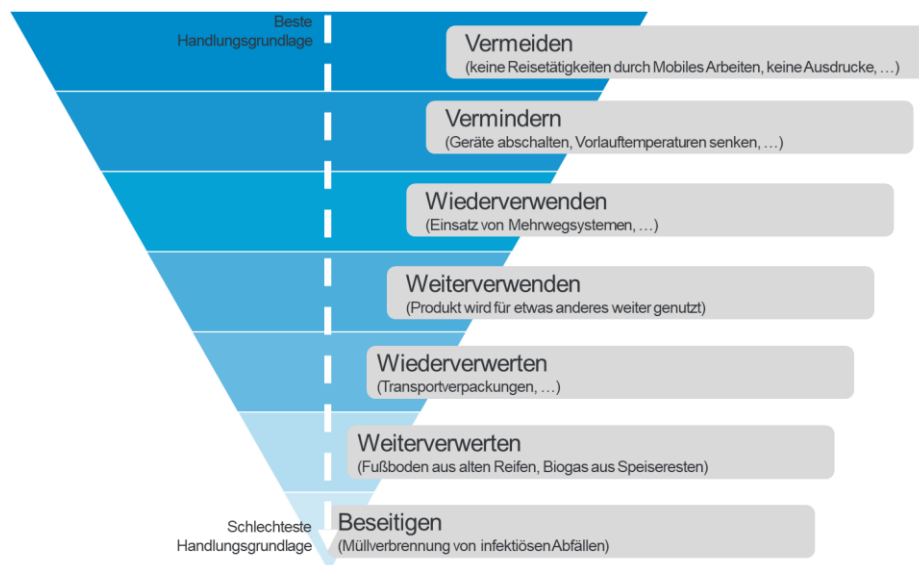 Beste
Handlungsgrundlage
Vermeiden
(keine Reisetätigkeiten durch Mobiles Arbeiten, keine Ausdrucke, …)
Vermindern
(Geräte abschalten, Vorlauftemperaturen senken, …)
Wiederverwenden
(Einsatz von Mehrwegsystemen, …)
Weiterverwenden
(Produkt wird für etwas anderes weiter genutzt)
Wiederverwerten
(Transportverpackungen, …)
Weiterverwerten
(Fußboden aus alten Reifen, Biogas aus Speiseresten)
Schlechteste
Handlungsgrundlage
Beseitigen
(Müllverbrennung von infektiösen Abfällen)